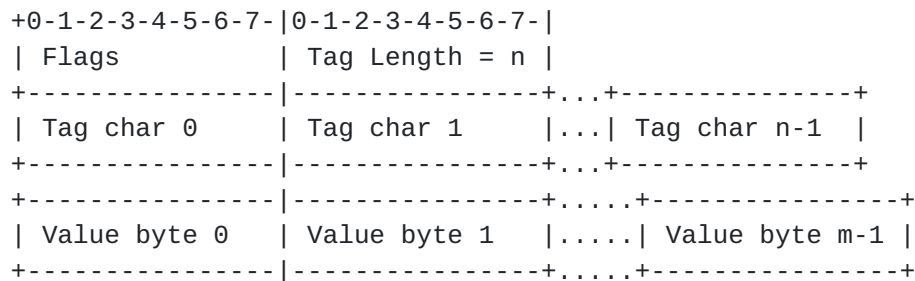 +0-1-2-3-4-5-6-7-|0-1-2-3-4-5-6-7-|
| Flags          | Tag Length = n |
+----------------|----------------+...+---------------+
| Tag char 0     | Tag char 1     |...| Tag char n-1  |
+----------------|----------------+...+---------------+
+----------------|----------------+.....+----------------+
| Value byte 0   | Value byte 1   |.....| Value byte m-1 |
+----------------|----------------+.....+----------------+